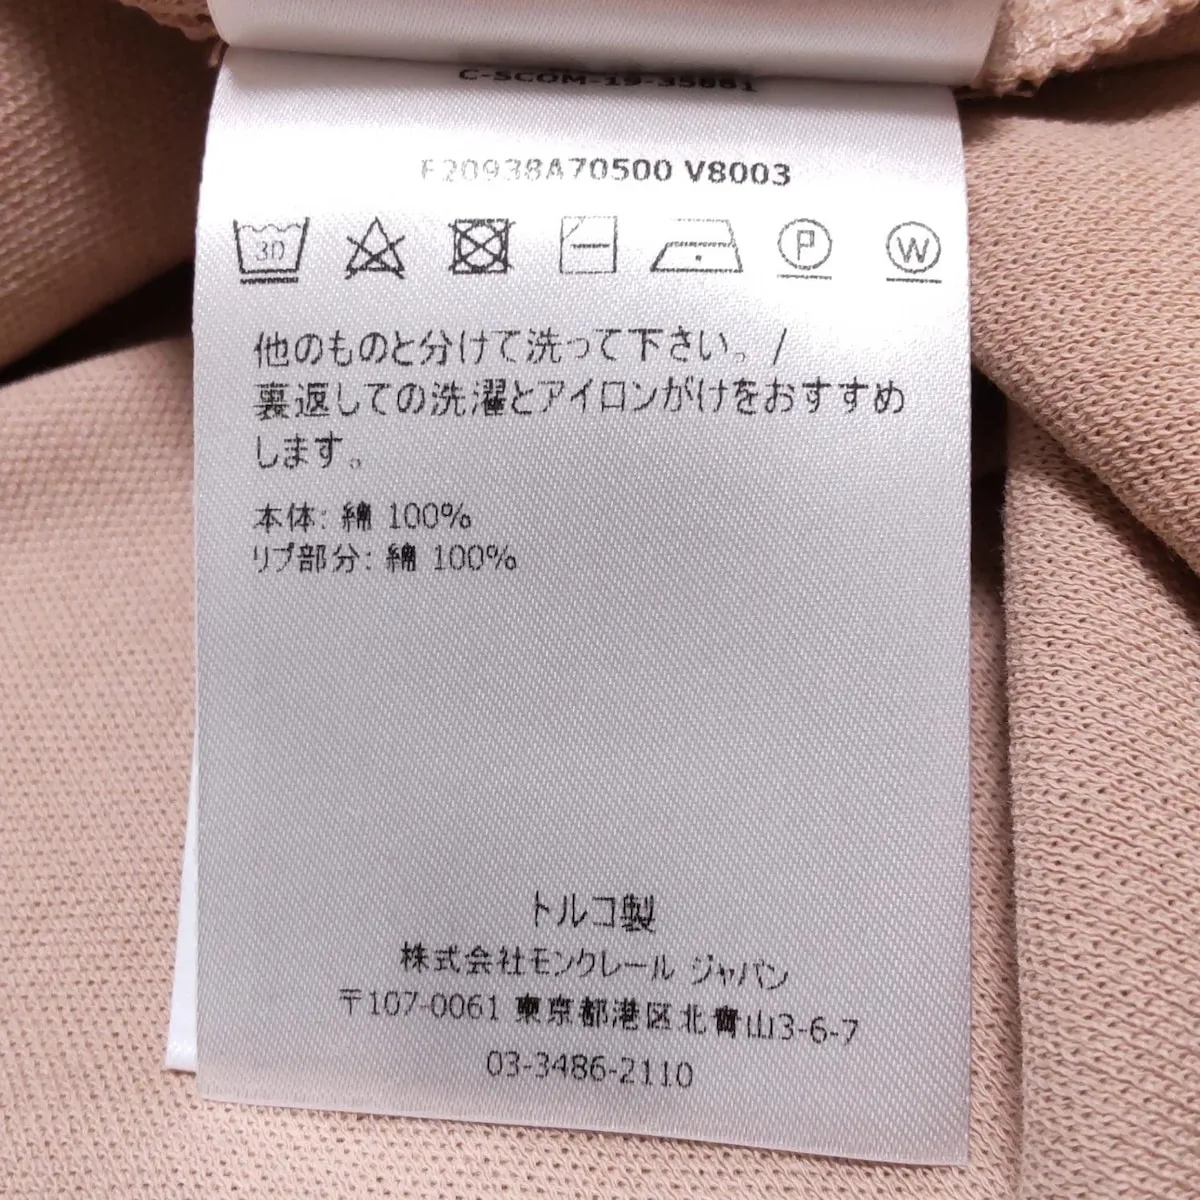 C-SCOM-19-35881
F20938A70500 V8003
30
P
W
他のものと分けて洗って下さい。/
裏返しての洗濯とアイロンがけをおすすめ
します。
本体: 綿 100%
リブ部分: 綿 100%
トルコ製
株式会社モンクレール ジャパン
〒107-0061 東京都港区北青山3-6-7
03-3486-2110